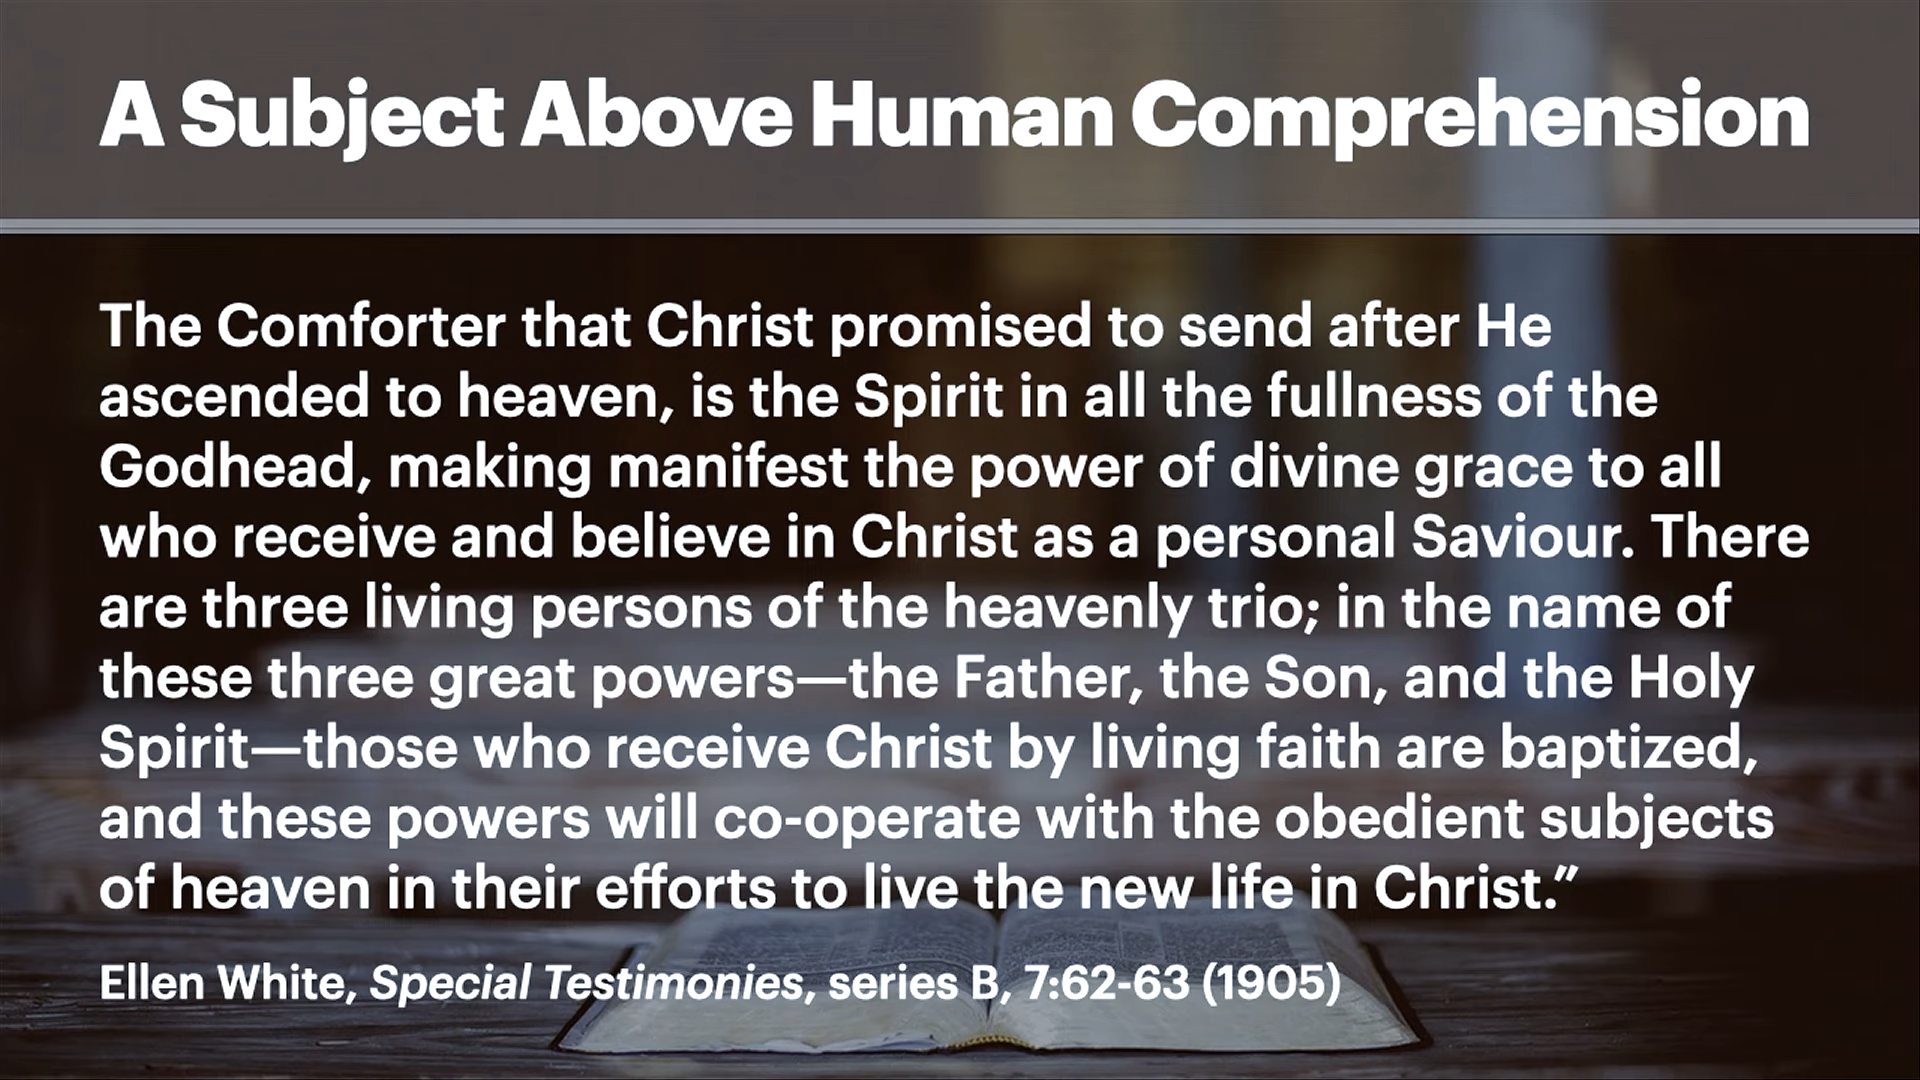 A Subject Above Human Comprehension
The Comforter that Christ promised to send after He
ascended to heaven, is the Spirit in all the fullness of the
Godhead, making manifest the power of divine grace to all
who receive and believe in Christ as a personal Saviour. There
are three living persons of the heavenly trio; in the name of
these three great powers—the Father, the Son, and the Holy
Spirit—those who receive Christ by living faith are baptized,
and these powers will co-operate with the obedient subjects
of heaven in their efforts to live the new life in Christ.”
Ellen White, Special Testimonies, series B, 7:62-63 (1905)